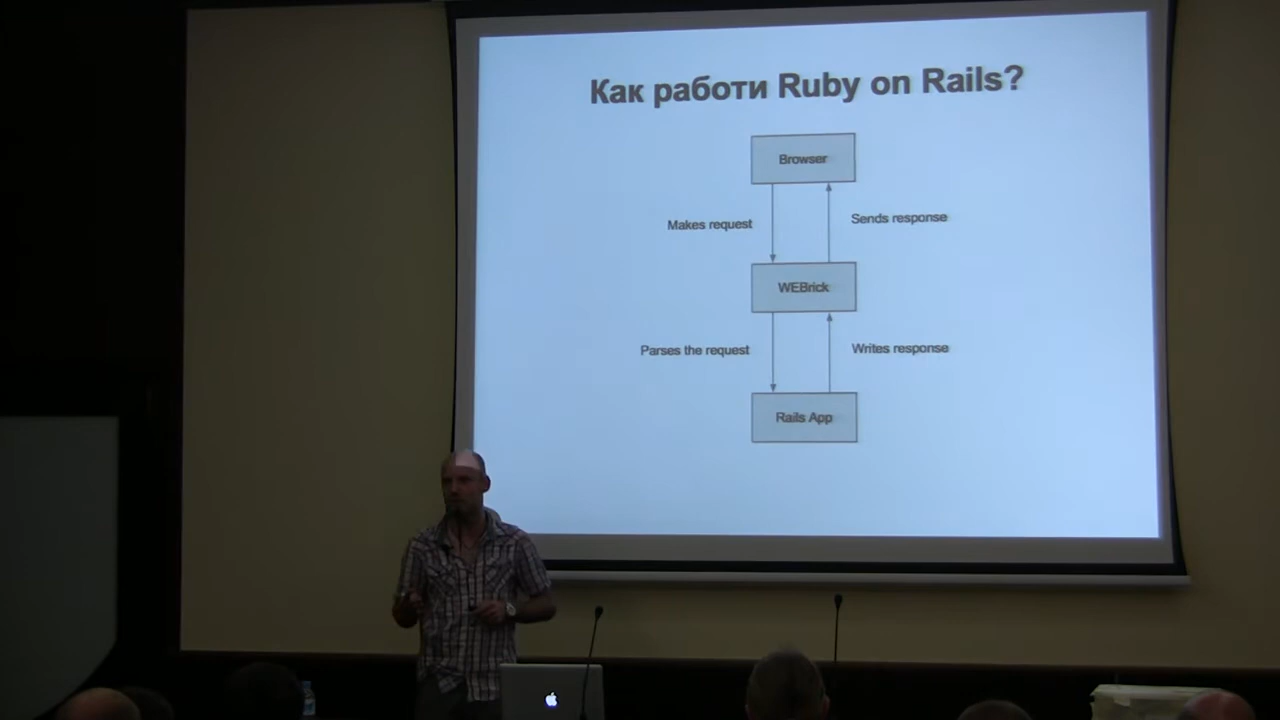 Как работи Ruby on Rails?
Browser
Makes request
Sends response
WEBrick
Parses the request
Writes response
Rails App